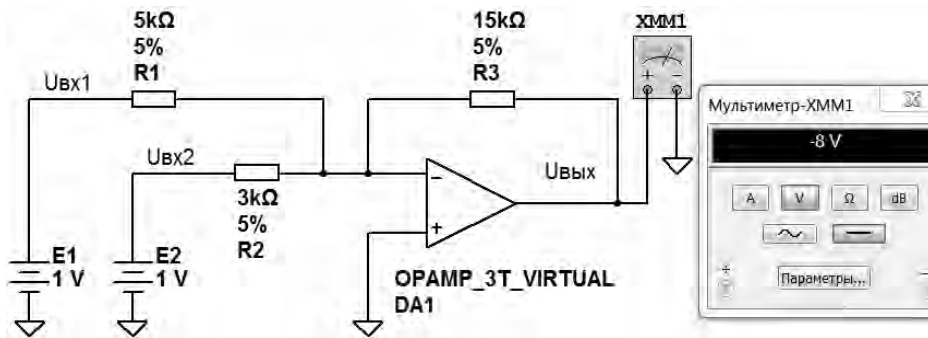 5kΩ
5%
R1
15kΩ
5%
R3
XMM1
+ −
Uвх1
Uвх2
3kΩ
5%
R2
−
+
Uвых
E1
1 V
E2
1 V
OPAMP_3T_VIRTUAL
DA1
Мультиметр-XMM1
-8 V
A V Ω dB
Параметры...
+ −